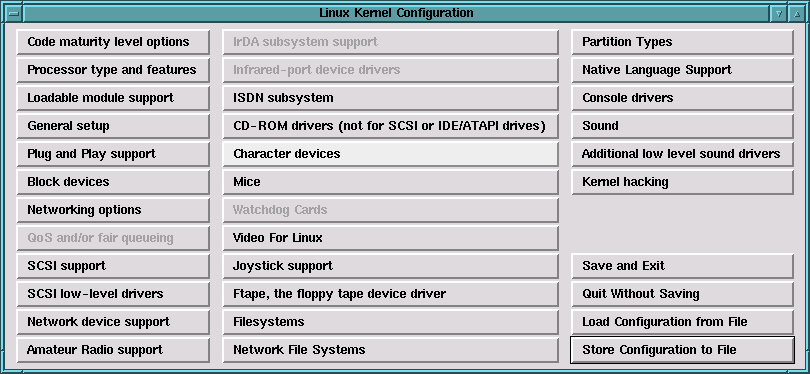 Linux Kernel Configuration
Code maturity level options
Processor type and features
Loadable module support
General setup
Plug and Play support
Block devices
Networking options
QoS and/or fair queueing
SCSI support
SCSI low-level drivers
Network device support
Amateur Radio support
IrDA subsystem support
Infrared-port device drivers
ISDN subsystem
CD-ROM drivers (not for SCSI or IDE/ATAPI drives)
Character devices
Mice
Watchdog Cards
Video For Linux
Joystick support
Ftape, the floppy tape device driver
Filesystems
Network File Systems
Partition Types
Native Language Support
Console drivers
Sound
Additional low level sound drivers
Kernel hacking
Save and Exit
Quit Without Saving
Load Configuration from File
Store Configuration to File